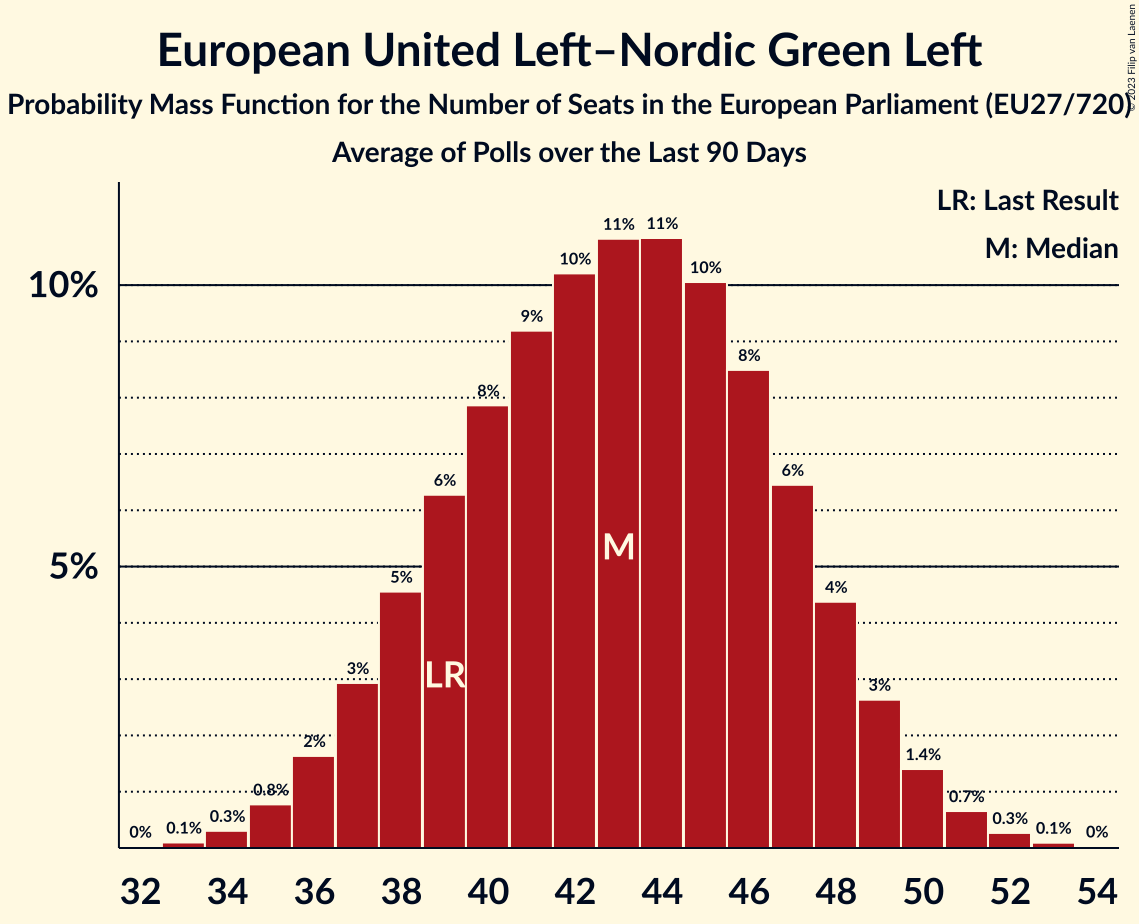 European United Left–Nordic Green Left
Probability Mass Function for the Number of Seats in the European Parliament (EU27/720)
Average of Polls over the Last 90 Days
© 2023 Filip van Laenen
LR: Last Result
M: Median
10%
5%
0%
0.1%
0.3%
0.8%
2%
3%
5%
6%
8%
9%
10%
11%
11%
10%
8%
6%
4%
3%
1.4%
0.7%
0.3%
0.1%
0%
LR
M
32 34 36 38 40 42 44 46 48 50 52 54